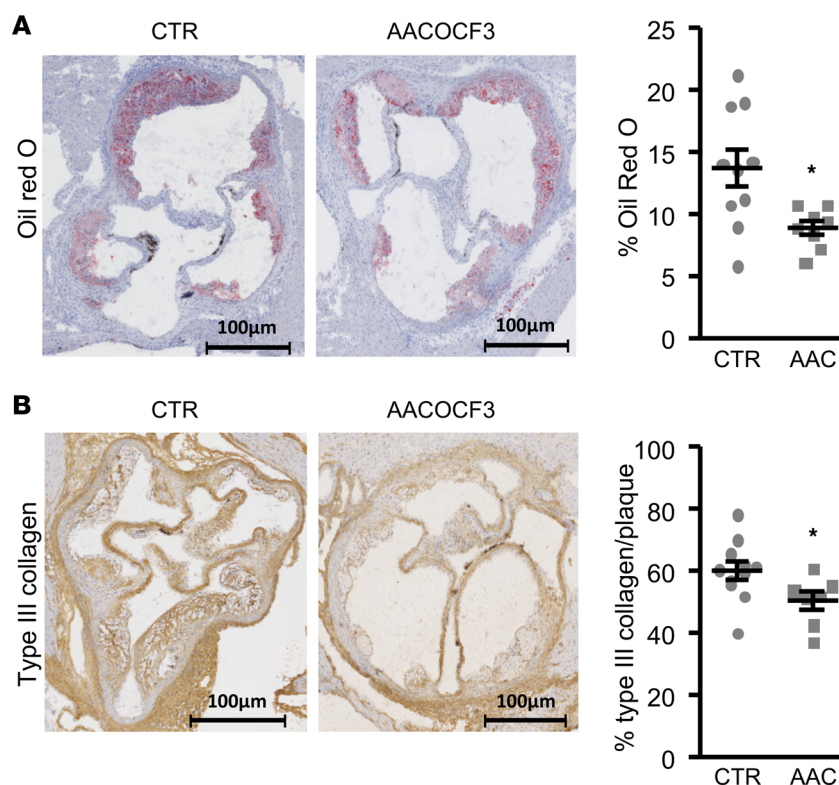 A
CTR
AACOCF3
Oil red O
100μm
100μm
% Oil Red O
25
20
15
10
5
0
*
CTR
AAC
B
CTR
AACOCF3
Type III collagen
100μm
100μm
% type III collagen/plaque
100
80
60
40
20
0
*
CTR
AAC